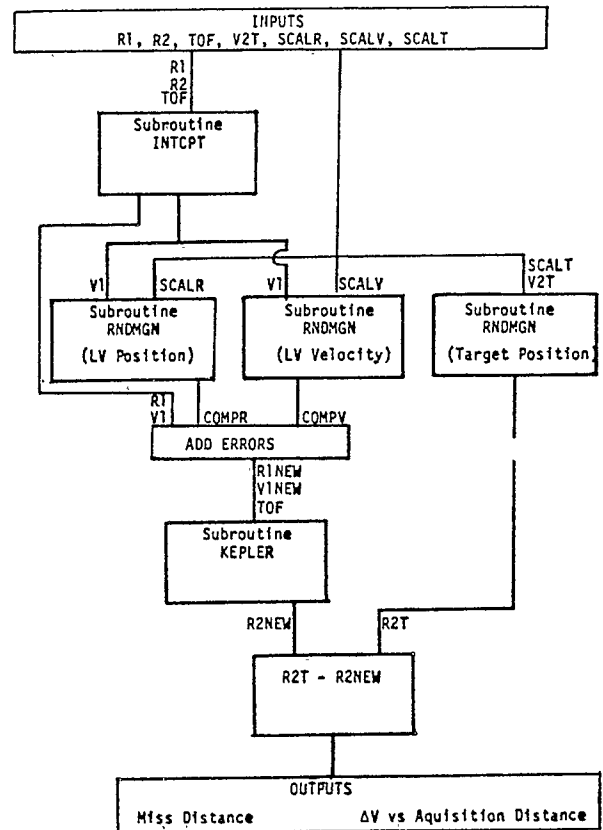 INPUTS
R1, R2, TOF, V2T, SCALR, SCALV, SCALT
R1
R2
TOF
Subroutine
INTCPT
V1
SCALR
V1
SCALV
SCALT
V2T
Subroutine
RNDMGN
(LV Position)
Subroutine
RNDMGN
(LV Velocity)
Subroutine
RNDMGN
(Target Position)
R1
V1
COMPR
COMPV
ADD ERRORS
R1NEW
V1NEW
TOF
Subroutine
KEPLER
R2NEW
R2T
R2T - R2NEW
OUTPUTS
Miss Distance
ΔV vs Aquisition Distance